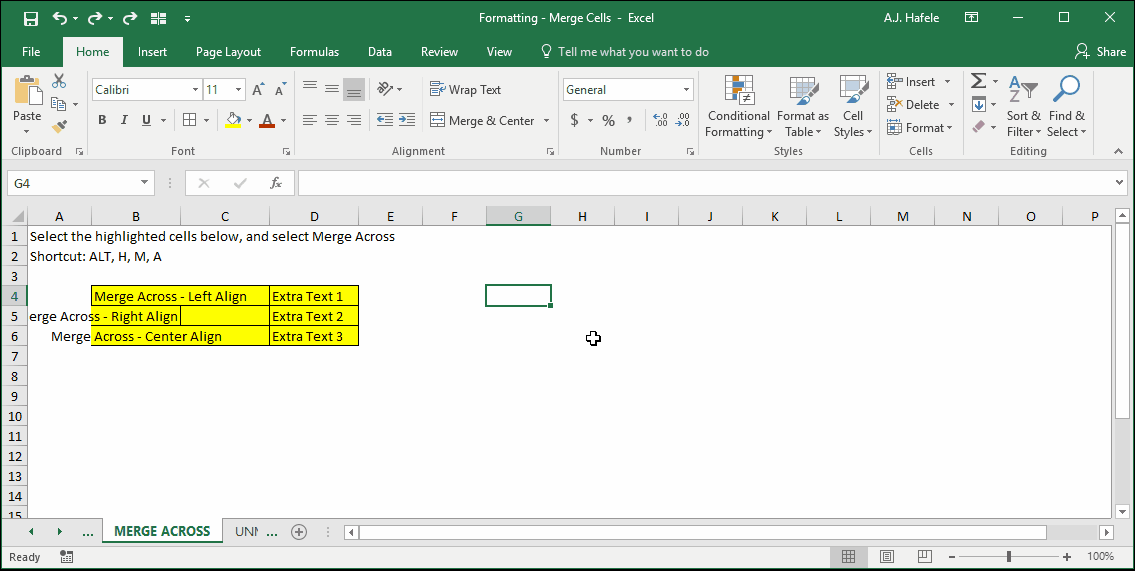 Formatting - Merge Cells - Excel
A.J. Hafele
File Home Insert Page Layout Formulas Data Review View Tell me what you want to do Share
Paste
Calibri 11
B I U
Wrap Text
Merge & Center
General
$ % ,
Conditional Formatting
Format as Table
Cell Styles
Insert
Delete
Format
Sort & Filter
Find & Select
Clipboard Font Alignment Number Styles Cells Editing
G4 fx
A B C D E F G H I J K L M N O P
1 Select the highlighted cells below, and select Merge Across
2 Shortcut: ALT, H, M, A
3
4 Merge Across - Left Align Extra Text 1
5 erge Across - Right Align Extra Text 2
6 Merge Across - Center Align Extra Text 3
7
8
9
10
11
12
13
14
15
... MERGE ACROSS UNM ...
Ready 100%